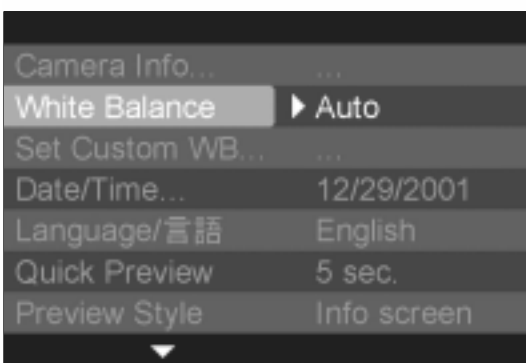 Camera Info... ...
White Balance Auto
Set Custom WB... ...
Date/Time... 12/29/2001
Language/言語 English
Quick Preview 5 sec.
Preview Style Info screen